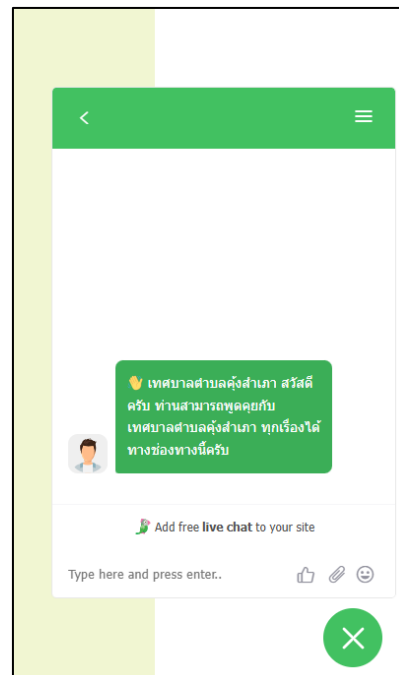 👋 เทศบาลตำบลคุ้งสำเภา สวัสดี
ครับ ท่านสามารถพูดคุยกับ
เทศบาลตำบลคุ้งสำเภา ทุกเรื่องได้
ทางช่องทางนี้ครับ
Add free live chat to your site
Type here and press enter..